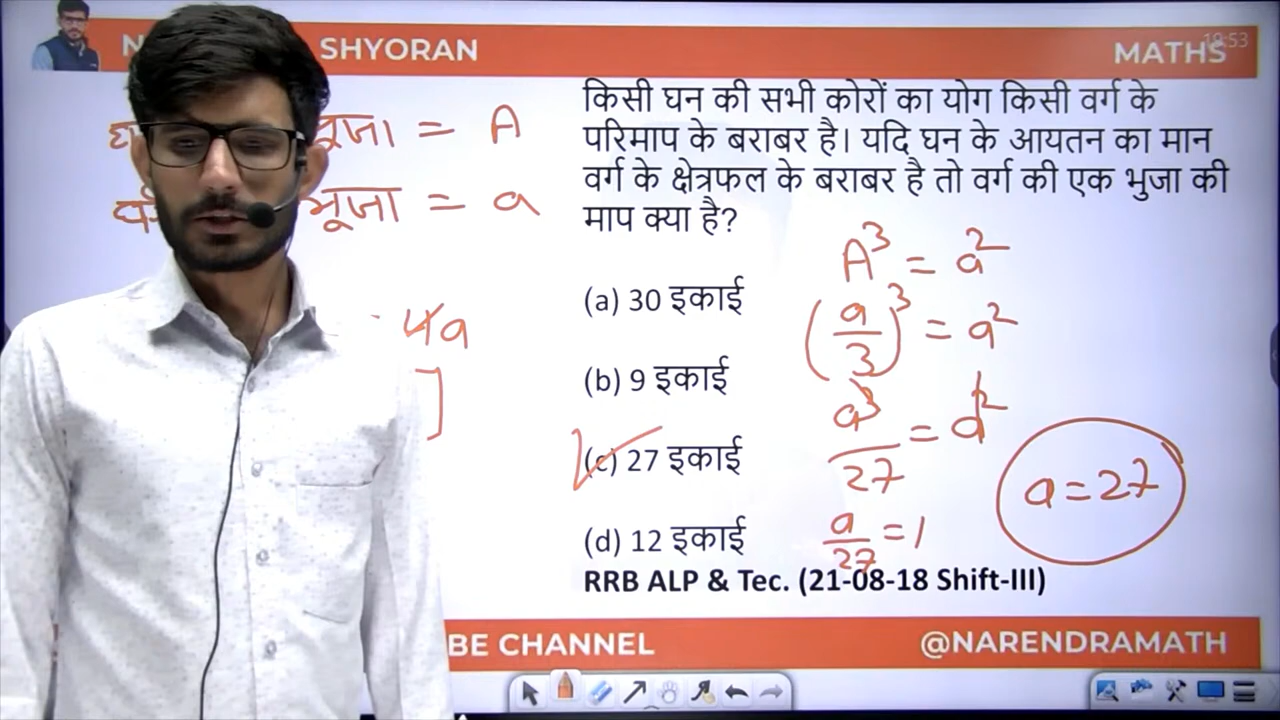 SHYORAN
MATHS
19:53
भूजा = A
भूजा = a
4a
]
किसी घन की सभी कोरों का योग किसी वर्ग के
परिमाप के बराबर है। यदि घन के आयतन का मान
वर्ग के क्षेत्रफल के बराबर है तो वर्ग की एक भुजा की
माप क्या है?
(a) 30 इकाई
(b) 9 इकाई
(c) 27 इकाई
(d) 12 इकाई
A³ = a²
(a/3)³ = a²
a³/27 = a²
a/27 = 1
a = 27
RRB ALP & Tec. (21-08-18 Shift-III)
BE CHANNEL
@NARENDRAMATH